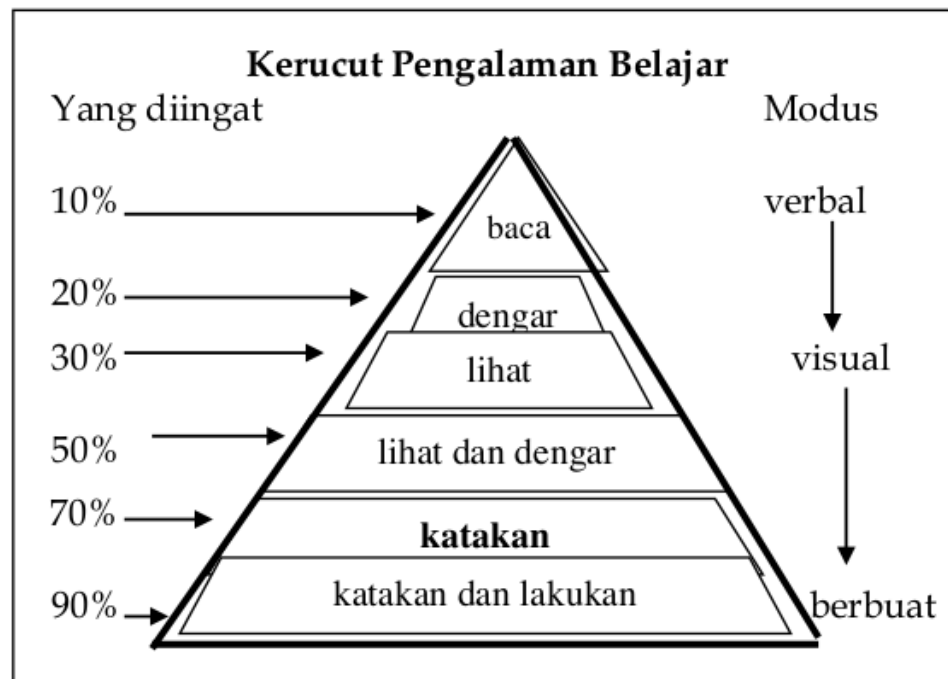 Kerucut Pengalaman Belajar
Yang diingat Modus
10% baca verbal
20% dengar
30% lihat visual
50% lihat dan dengar
70% katakan
90% katakan dan lakukan berbuat